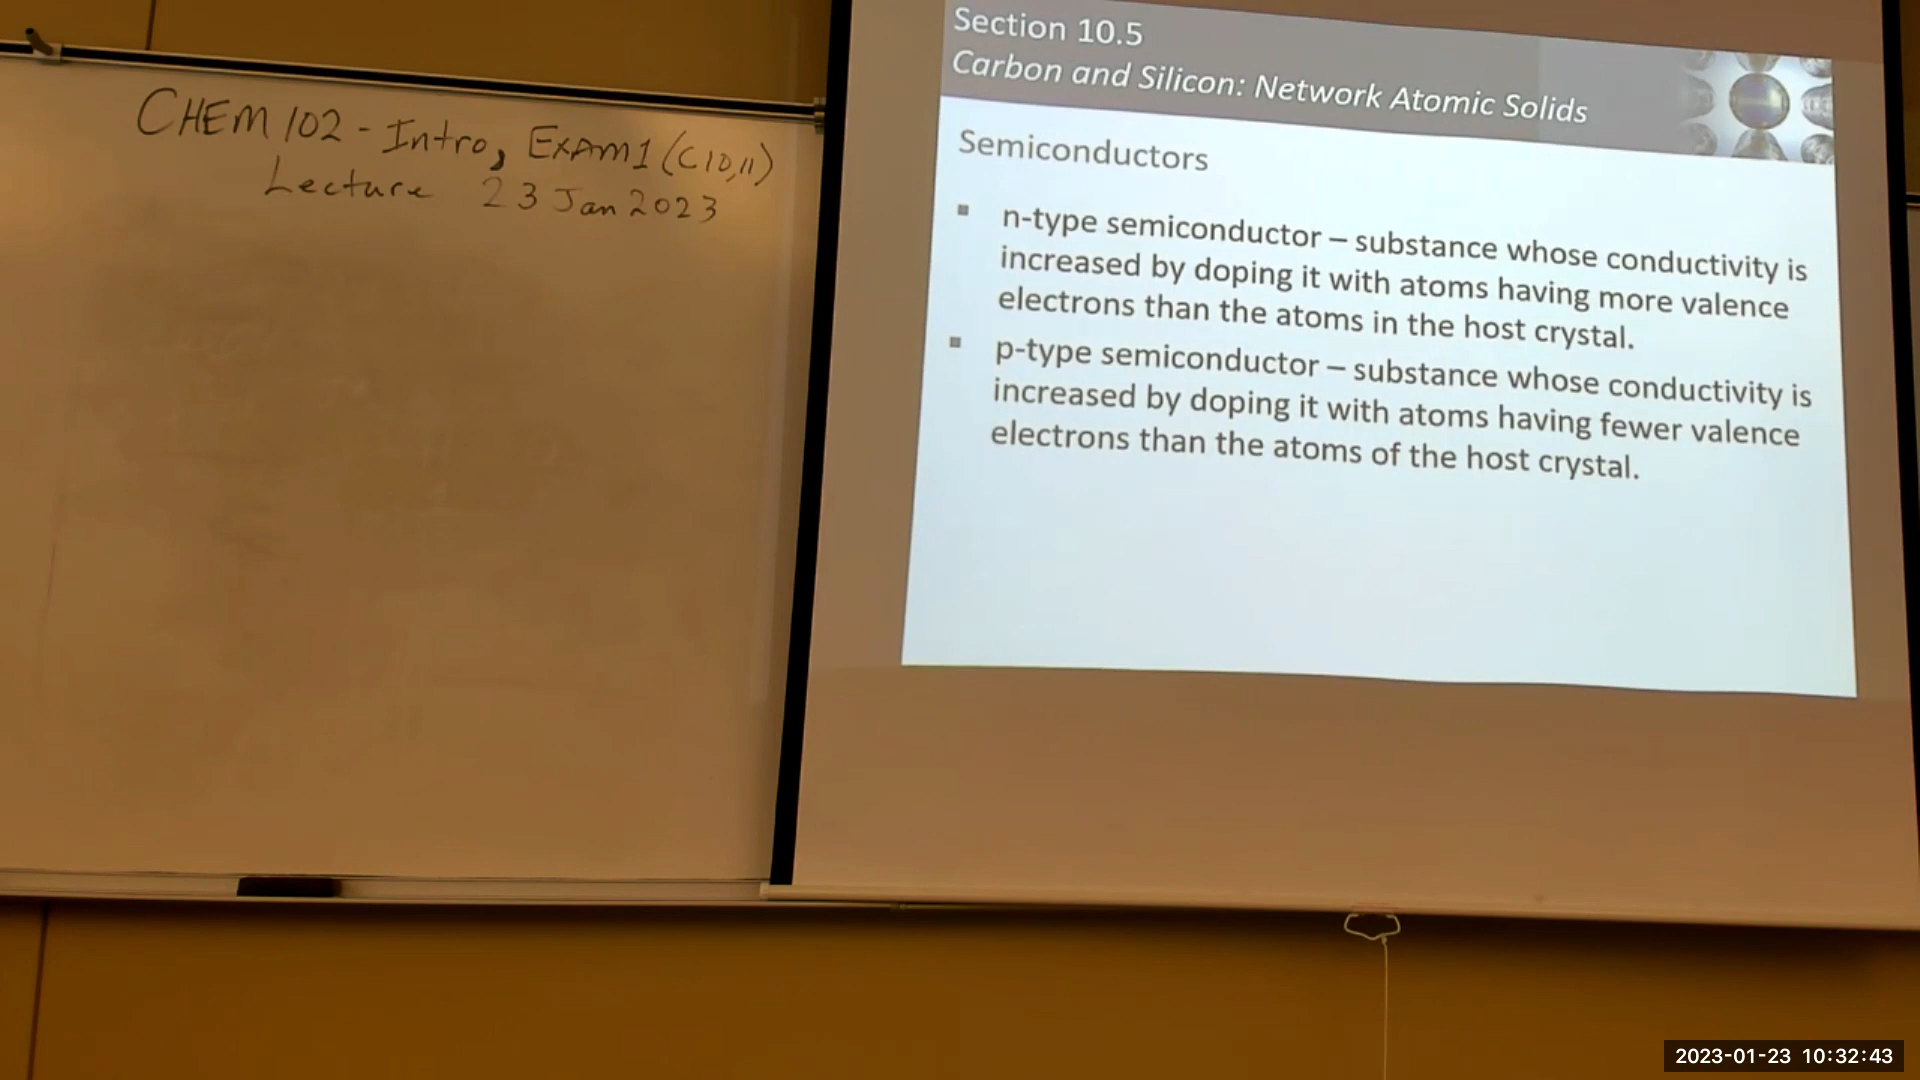 CHEM 102 - Intro, EXAM 1 (C10,11)
Lecture 23 Jan 2023
Section 10.5
Carbon and Silicon: Network Atomic Solids
Semiconductors
▪ n-type semiconductor – substance whose conductivity is
increased by doping it with atoms having more valence
electrons than the atoms in the host crystal.
▪ p-type semiconductor – substance whose conductivity is
increased by doping it with atoms having fewer valence
electrons than the atoms of the host crystal.
2023-01-23 10:32:43